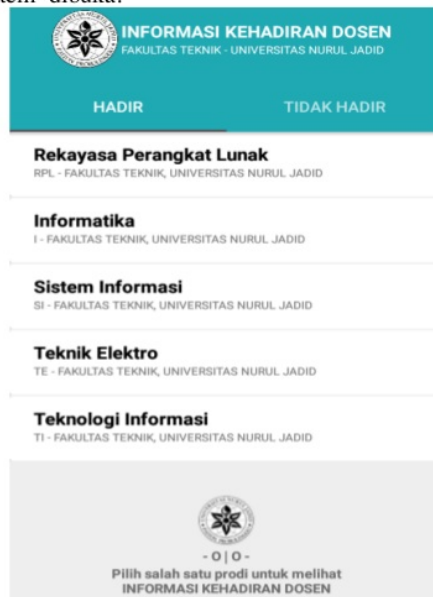 disuka.
INFORMASI KEHADIRAN DOSEN
FAKULTAS TEKNIK - UNIVERSITAS NURUL JADID
HADIR
TIDAK HADIR
Rekayasa Perangkat Lunak
RPL - FAKULTAS TEKNIK, UNIVERSITAS NURUL JADID
Informatika
I - FAKULTAS TEKNIK, UNIVERSITAS NURUL JADID
Sistem Informasi
SI - FAKULTAS TEKNIK, UNIVERSITAS NURUL JADID
Teknik Elektro
TE - FAKULTAS TEKNIK, UNIVERSITAS NURUL JADID
Teknologi Informasi
TI - FAKULTAS TEKNIK, UNIVERSITAS NURUL JADID
- O | O -
Pilih salah satu prodi untuk melihat
INFORMASI KEHADIRAN DOSEN